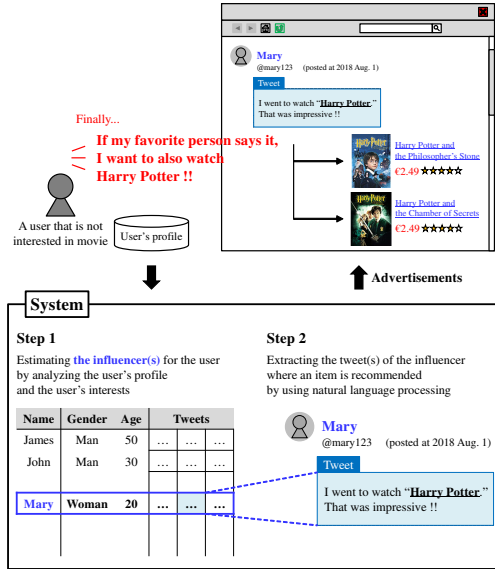 Mary
@mary123 (posted at 2018 Aug. 1)
Tweet
I went to watch “Harry Potter.”
That was impressive !!
Finally...
If my favorite person says it,
I want to also watch
Harry Potter !!
Harry Potter and
the Philosopher's Stone
€2.49 ★★★★★
Harry Potter
Harry Potter and
the Chamber of Secrets
€2.49 ★★★★★
Harry Potter
A user that is not
interested in movie
User's profile
Advertisements
System
Step 1
Estimating the influencer(s) for the user
by analyzing the user's profile
and the user's interests
Name Gender Age Tweets
James Man 50 ... ... ...
John Man 30 ... ... ...
Mary Woman 20 ... ... ...
Step 2
Extracting the tweet(s) of the influencer
where an item is recommended
by using natural language processing
Mary
@mary123 (posted at 2018 Aug. 1)
Tweet
I went to watch “Harry Potter.”
That was impressive !!